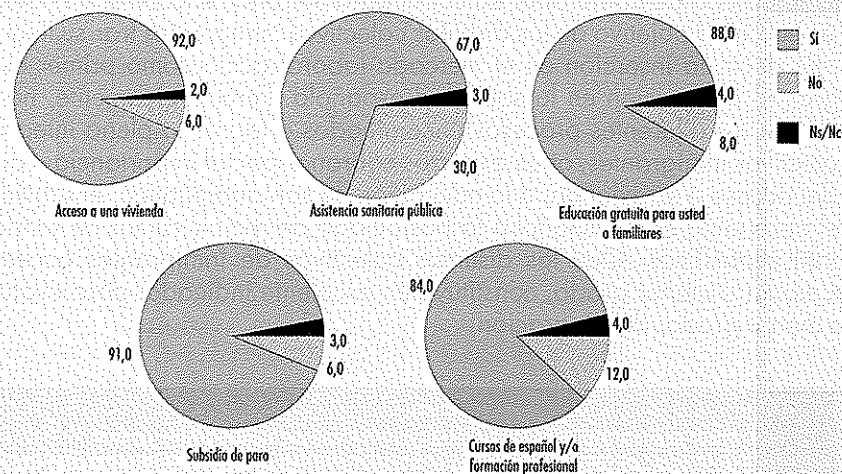 92,0
2,0
6,0
Acceso a una vivienda
67,0
3,0
30,0
Asistencia sanitaria pública
88,0
4,0
8,0
Educación gratuita para usted
o familiares
Sí
No
Ns/Nc
91,0
3,0
6,0
Subsidio de paro
84,0
4,0
12,0
Cursos de español y/o
formación profesional